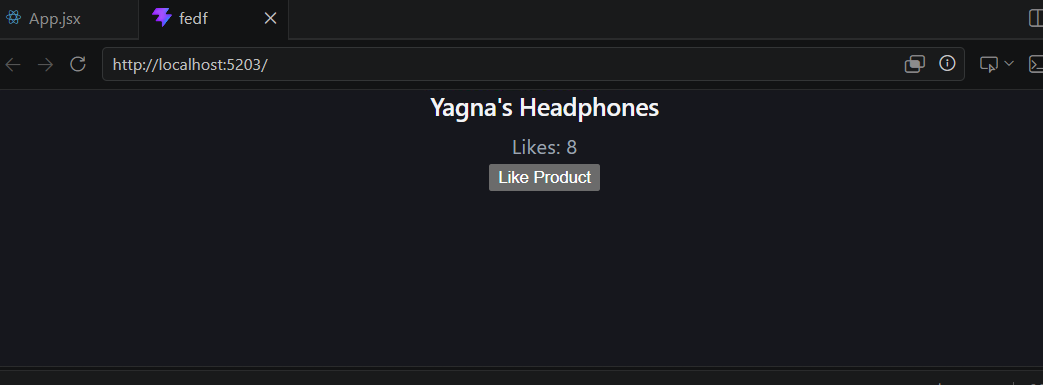 App.jsx
fedf
http://localhost:5203/
Yagna's Headphones
Likes: 8
Like Product